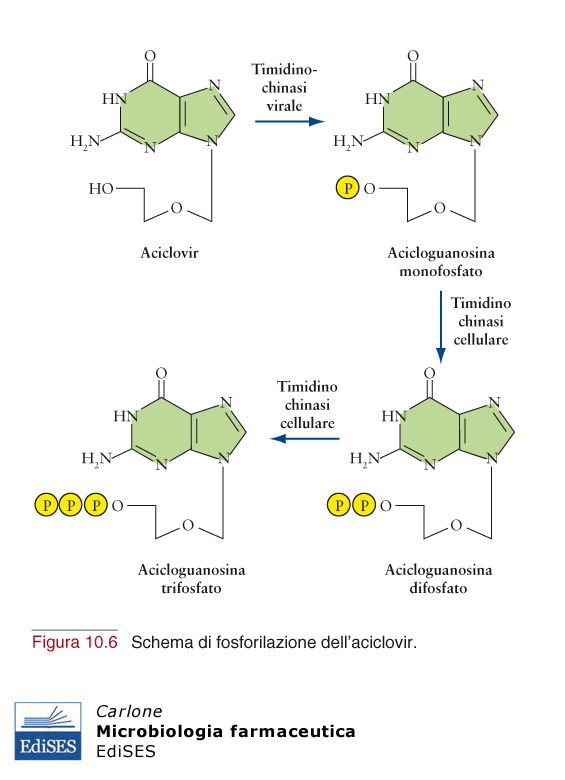 O
N
HN
H₂N
N
N
HO
O
Aciclovir
Timidino-
chinasi
virale
O
N
HN
H₂N
N
N
P O
O
Acicloguanosina
monofosfato
Timidino
chinasi
cellulare
O
N
HN
H₂N
N
N
P P O
O
Acicloguanosina
difosfato
Timidino
chinasi
cellulare
O
N
HN
H₂N
N
N
P P P O
O
Acicloguanosina
trifosfato
Figura 10.6 Schema di fosforilazione dell'aciclovir.
EdiSES
Carlone
Microbiologia farmaceutica
EdiSES